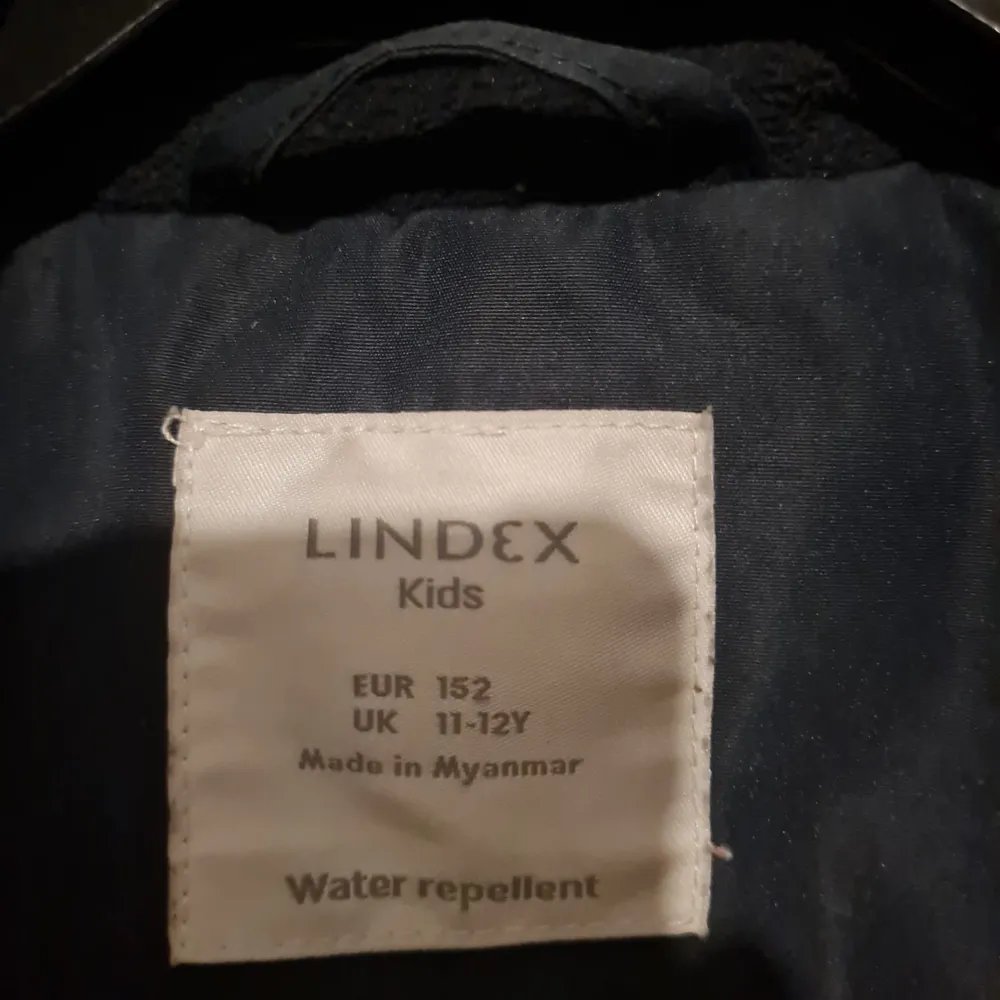 LINDEX
Kids
EUR 152
UK 11-12Y
Made in Myanmar
Water repellent